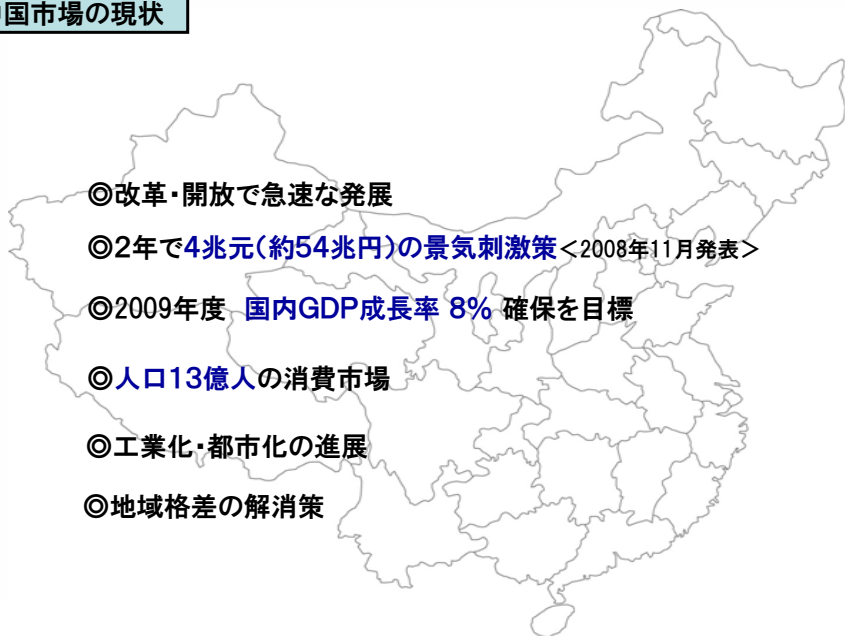 中国市場の現状
◎改革・開放で急速な発展
◎2年で4兆元(約54兆円)の景気刺激策<2008年11月発表>
◎2009年度 国内GDP成長率 8% 確保を目標
◎人口13億人の消費市場
◎工業化・都市化の進展
◎地域格差の解消策